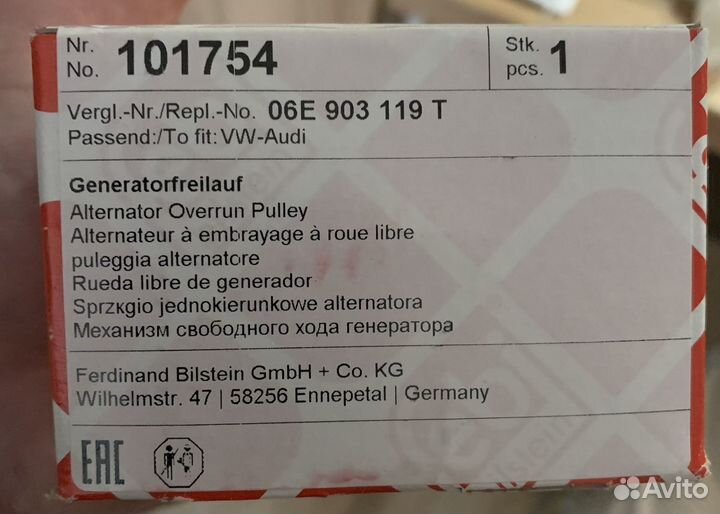 Nr.
No. 101754
Stk.
pcs. 1
Vergl.-Nr./Repl.-No. 06E 903 119 T
Passend:/To fit: VW-Audi
Generatorfreilauf
Alternator Overrun Pulley
Alternateur à embrayage à roue libre
puleggia alternatore
Rueda libre de generador
Sprzкgio jednokierunkowe alternatora
Механизм свободного хода генератора
Ferdinand Bilstein GmbH + Co. KG
Wilhelmstr. 47 | 58256 Ennepetal | Germany
EAC
Avito